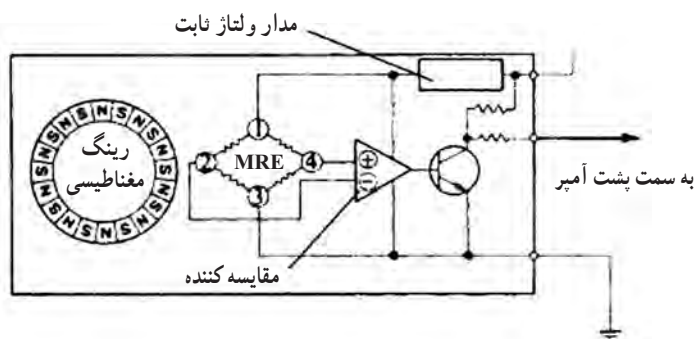 مدار ولتاژ ثابت
رینگ
مغناطیسی
N S N S N S N S N S N S N S N S N S N S
1
2
MRE
4
3
+
به سمت پشت آمپر
مقایسه کننده